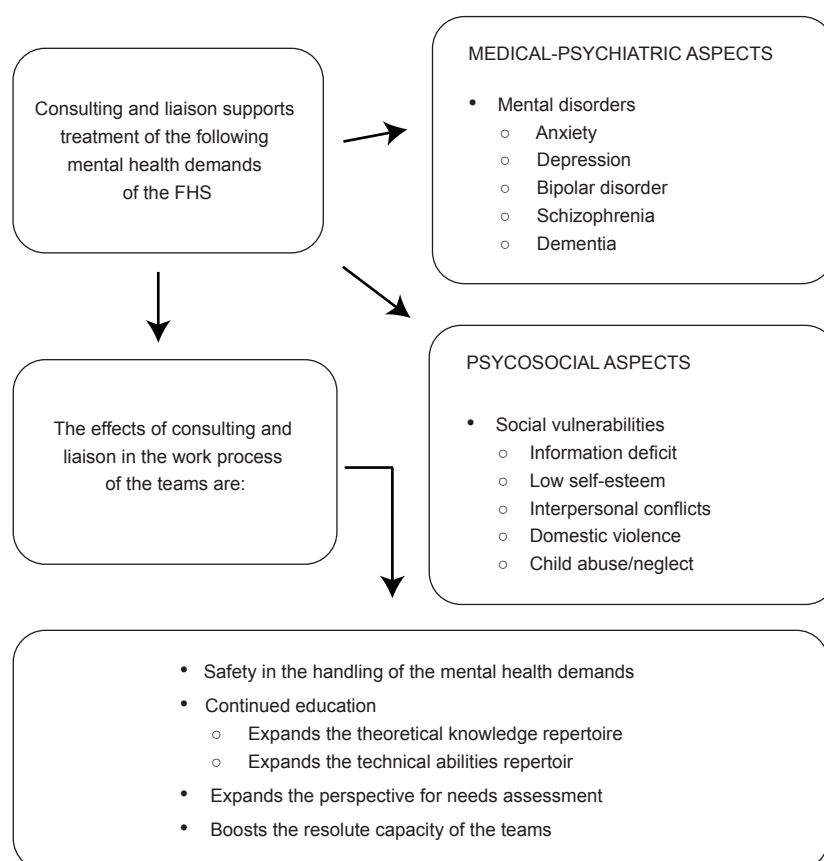 Consulting and liaison supports
treatment of the following
mental health demands
of the FHS
MEDICAL-PSYCHIATRIC ASPECTS
• Mental disorders
○ Anxiety
○ Depression
○ Bipolar disorder
○ Schizophrenia
○ Dementia
The effects of consulting and
liaison in the work process
of the teams are:
PSYCOSOCIAL ASPECTS
• Social vulnerabilities
○ Information deficit
○ Low self-esteem
○ Interpersonal conflicts
○ Domestic violence
○ Child abuse/neglect
• Safety in the handling of the mental health demands
• Continued education
○ Expands the theoretical knowledge repertoire
○ Expands the technical abilities repertoir
• Expands the perspective for needs assessment
• Boosts the resolute capacity of the teams